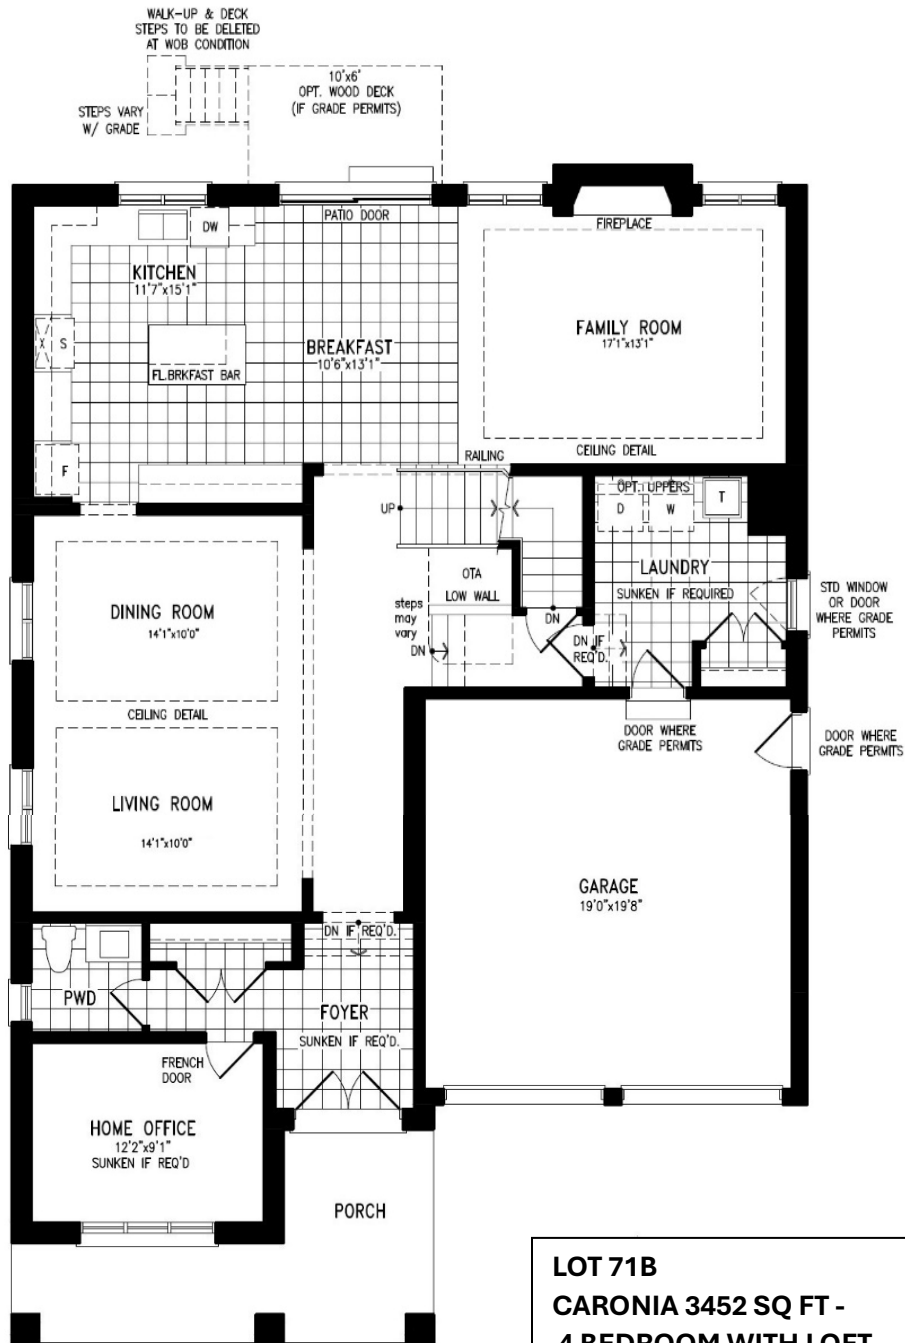 WALK-UP & DECK
STEPS TO BE DELETED
AT WOB CONDITION
10'x6'
OPT. WOOD DECK
(IF GRADE PERMITS)
STEPS VARY
W/ GRADE
PATIO DOOR
FIREPLACE
DW
KITCHEN
11'7"x15'1"
S
FL.BRKFAST BAR
BREAKFAST
10'6"x13'1"
FAMILY ROOM
17'1"x13'1"
CEILING DETAIL
RAILING
F
UP
OPT. UPPERS
D
W
T
LAUNDRY
SUNKEN IF REQUIRED
STD WINDOW
OR DOOR
WHERE GRADE
PERMITS
OTA
LOW WALL
steps
may
vary
DN
DN
DN IF
REQ'D.
DINING ROOM
14'1"x10'0"
CEILING DETAIL
LIVING ROOM
14'1"x10'0"
DOOR WHERE
GRADE PERMITS
DOOR WHERE
GRADE PERMITS
GARAGE
19'0"x19'8"
DN IF REQ'D.
PWD
FOYER
SUNKEN IF REQ'D.
FRENCH
DOOR
HOME OFFICE
12'2"x9'1"
SUNKEN IF REQ'D
PORCH
LOT 71B
CARONIA 3452 SQ FT -
4 BEDROOM WITH LOFT